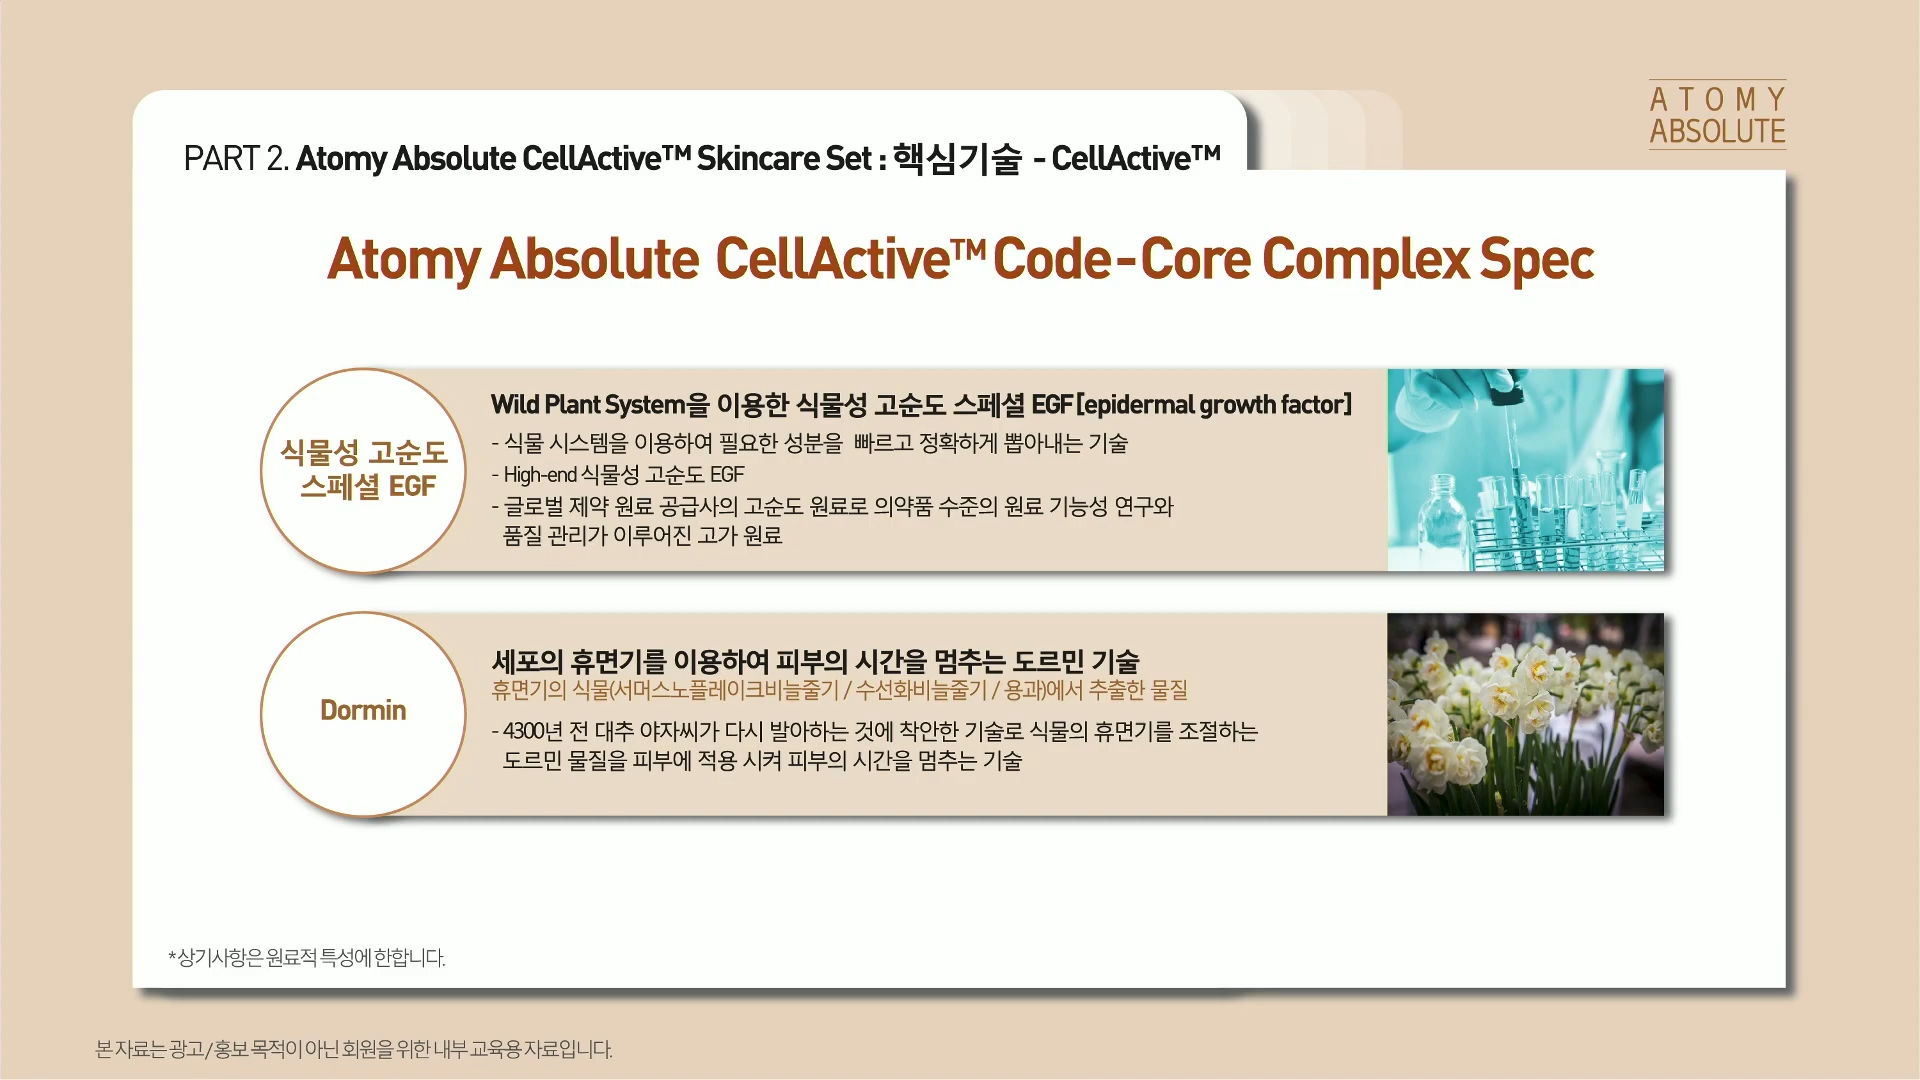 ATOMY
ABSOLUTE
PART 2. Atomy Absolute CellActive™ Skincare Set : 핵심기술 - CellActive™
Atomy Absolute CellActive™ Code-Core Complex Spec
식물성 고순도
스페셜 EGF
Wild Plant System을 이용한 식물성 고순도 스페셜 EGF[epidermal growth factor]
- 식물 시스템을 이용하여 필요한 성분을 빠르고 정확하게 뽑아내는 기술
- High-end 식물성 고순도 EGF
- 글로벌 제약 원료 공급사의 고순도 원료로 의약품 수준의 원료 기능성 연구와
품질 관리가 이루어진 고가 원료
Dormin
세포의 휴면기를 이용하여 피부의 시간을 멈추는 도르민 기술
휴면기의 식물(서머스노플레이크비늘줄기 / 수선화비늘줄기 / 용과)에서 추출한 물질
- 4300년 전 대추 야자씨가 다시 발아하는 것에 착안한 기술로 식물의 휴면기를 조절하는
도르민 물질을 피부에 적용 시켜 피부의 시간을 멈추는 기술
*상기사항은 원료적 특성에 한합니다.
본 자료는 광고/홍보 목적이 아닌 회원을 위한 내부 교육용 자료입니다.